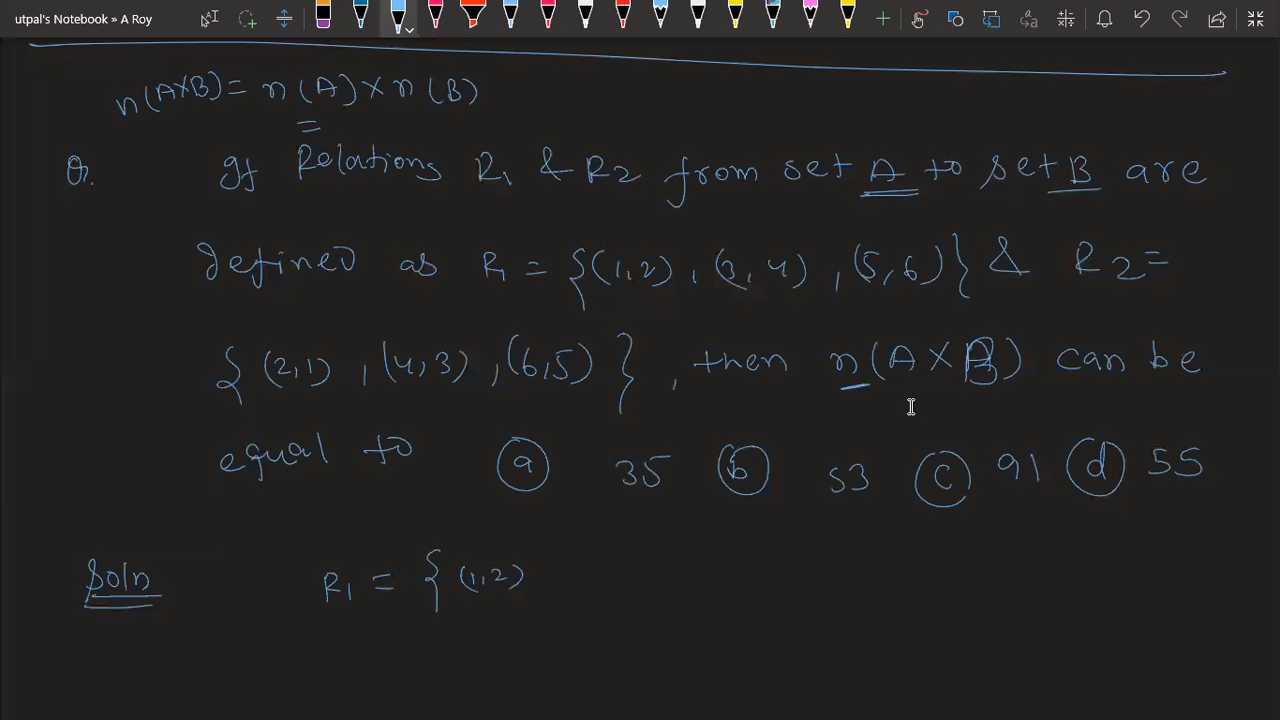 utpal's Notebook » A Roy
n(A×B) = n(A) × n(B)
Q. If Relations R1 & R2 from set A to set B are
defined as R1 = {(1,2), (3,4), (5,6)} & R2 =
{(2,1), (4,3), (6,5)}, then n(A×B) can be
equal to (a) 35 (b) 53 (c) 91 (d) 55
Soln R1 = { (1,2)